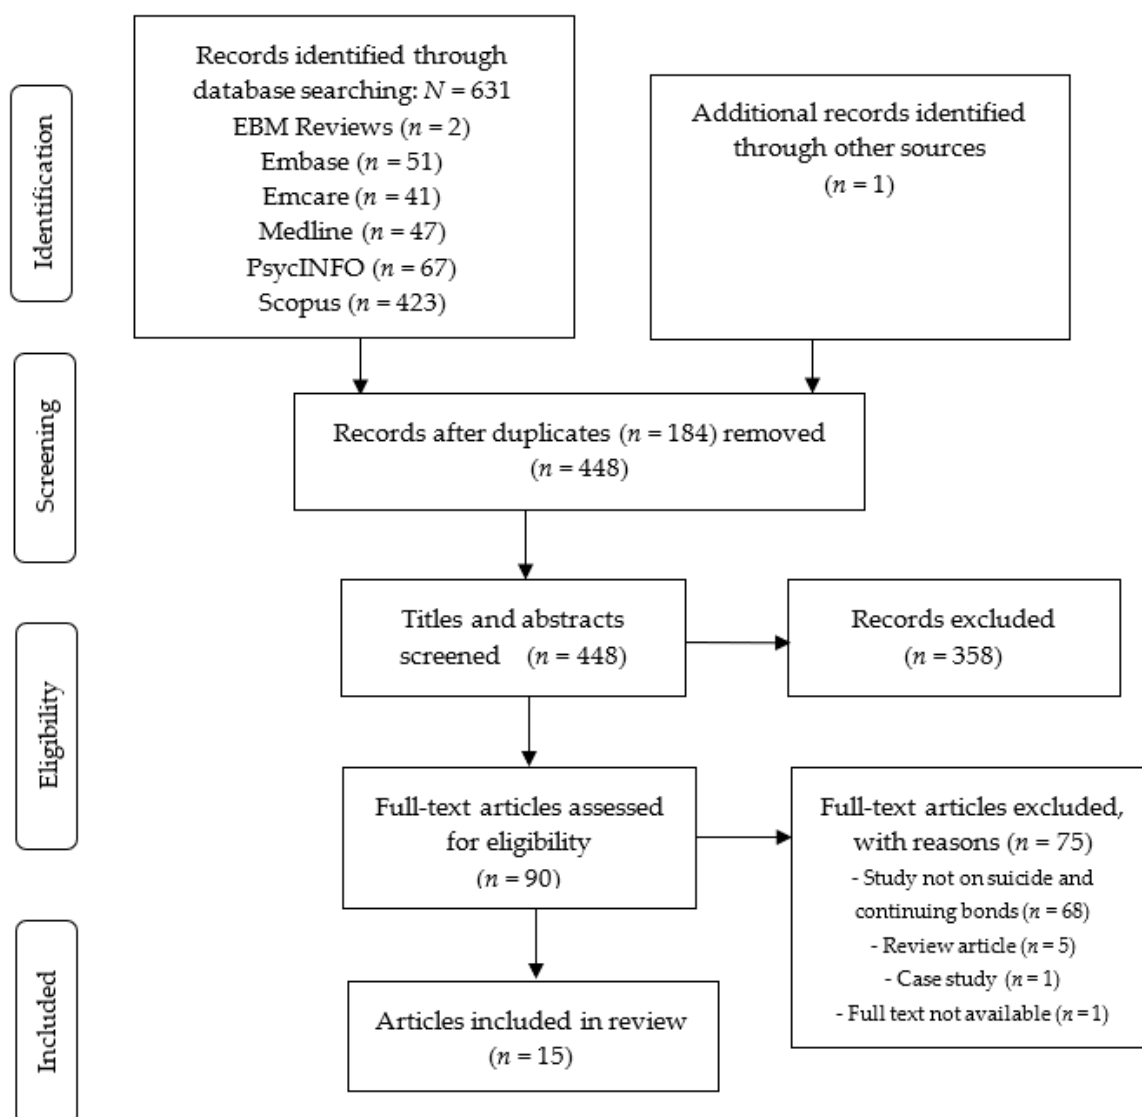 Identification
Records identified through
database searching: N = 631
EBM Reviews (n = 2)
Embase (n = 51)
Emcare (n = 41)
Medline (n = 47)
PsycINFO (n = 67)
Scopus (n = 423)
Additional records identified
through other sources
(n = 1)
Screening
Records after duplicates (n = 184) removed
(n = 448)
Eligibility
Titles and abstracts
screened (n = 448)
Records excluded
(n = 358)
Full-text articles assessed
for eligibility
(n = 90)
Full-text articles excluded,
with reasons (n = 75)
- Study not on suicide and
continuing bonds (n = 68)
- Review article (n = 5)
- Case study (n = 1)
- Full text not available (n = 1)
Included
Articles included in review
(n = 15)